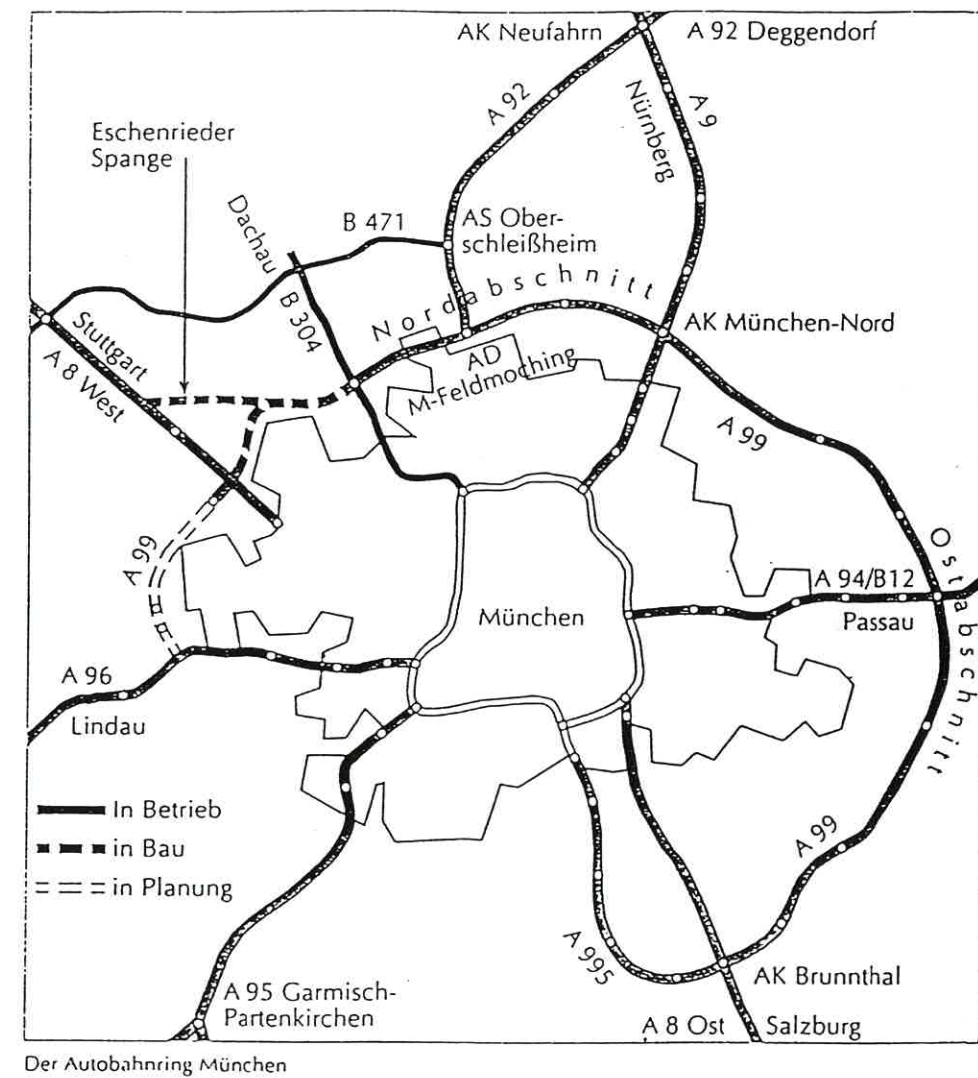 AK Neufahrn
A 92 Deggendorf
A 92
A 9
Nürnberg
Eschenrieder
Spange
Dachau
B 471
AS Ober-
schleißheim
B 304
Nordabschnitt
Stuttgart
A 8 West
AK München-Nord
AD
M-Feldmoching
A 99
A 99
Ostabschnitt
A 94/B12
Passau
München
A 96
Lindau
In Betrieb
in Bau
in Planung
A 99
A 995
A 95 Garmisch-
Partenkirchen
AK Brunnthal
A 8 Ost
Salzburg
Der Autobahnring München